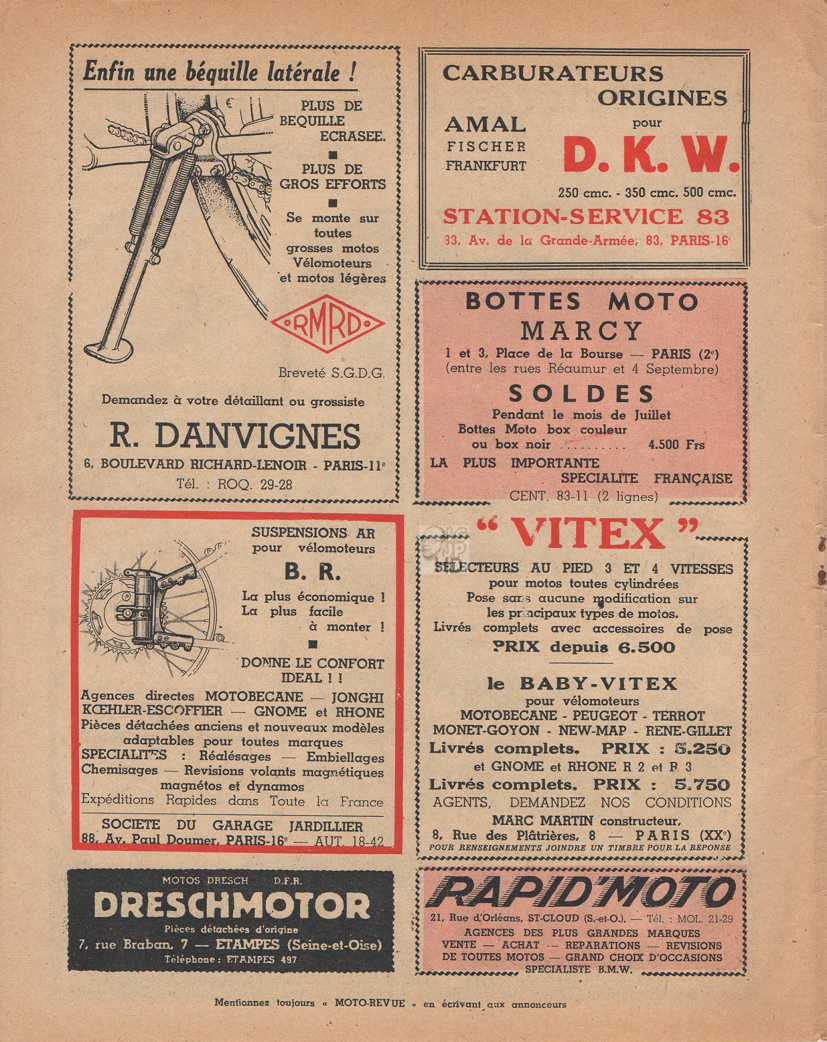 Enfin une béquille latérale !
PLUS DE
BEQUILLE
ECRASEE.
PLUS DE
GROS EFFORTS
Se monte sur
toutes
grosses motos
Vélomoteurs
et motos légères
RMRD
Breveté S.G.D.G.
Demandez à votre détaillant ou grossiste
R. DANVIGNES
6, BOULEVARD RICHARD-LENOIR - PARIS-11e
Tél. : ROQ. 29-28
CARBURATEURS
ORIGINES
AMAL
FISCHER
FRANKFURT
pour
D. K. W.
250 cmc. - 350 cmc. 500 cmc.
STATION-SERVICE 83
83, Av. de la Grande-Armée, 83, PARIS-16e
BOTTES MOTO
MARCY
1 et 3, Place de la Bourse — PARIS (2e)
(entre les rues Réaumur et 4 Septembre)
SOLDES
Pendant le mois de Juillet
Bottes Moto box couleur
ou box noir .......... 4.500 Frs
LA PLUS IMPORTANTE
SPECIALITE FRANÇAISE
CENT. 83-11 (2 lignes)
SUSPENSIONS AR
pour vélomoteurs
B. R.
La plus économique !
La plus facile
à monter !
DONNE LE CONFORT
IDEAL ! !
Agences directes MOTOBECANE — JONGHI
KŒHLER-ESCOFFIER — GNOME et RHONE
Pièces détachées anciens et nouveaux modèles
adaptables pour toutes marques
SPECIALITES : Réalésages — Embiellages
Chemisages — Revisions volants magnétiques
magnétos et dynamos
Expéditions Rapides dans Toute la France
SOCIETE DU GARAGE JARDILLIER
88, Av. Paul Doumer, PARIS-16e — AUT. 18-42
" VITEX "
SÉLECTEURS AU PIED 3 ET 4 VITESSES
pour motos toutes cylindrées
Pose sans aucune modification sur
les principaux types de motos.
Livrés complets avec accessoires de pose
PRIX depuis 6.500
le BABY-VITEX
pour vélomoteurs
MOTOBECANE - PEUGEOT - TERROT
MONET-GOYON - NEW-MAP - RENE-GILLET
Livrés complets. PRIX : 5.250
et GNOME et RHONE R 2 et R 3
Livrés complets. PRIX : 5.750
AGENTS, DEMANDEZ NOS CONDITIONS
MARC MARTIN constructeur,
8, Rue des Plâtrières, 8 — PARIS (XXe)
POUR RENSEIGNEMENTS JOINDRE UN TIMBRE POUR LA REPONSE
MOTOS DRESCH D.F.R.
DRESCHMOTOR
Pièces détachées d'origine
7, rue Braban, 7 — ETAMPES (Seine-et-Oise)
Téléphone : ETAMPES 497
RAPID'MOTO
21, Rue d'Orléans, ST-CLOUD (S.-et-O.). — Tél. : MOL. 21-29
AGENCES DES PLUS GRANDES MARQUES
VENTE — ACHAT — REPARATIONS — REVISIONS
DE TOUTES MOTOS — GRAND CHOIX D'OCCASIONS
SPECIALISTE B.M.W.
Mentionnez toujours « MOTO-REVUE » en écrivant aux annonceurs